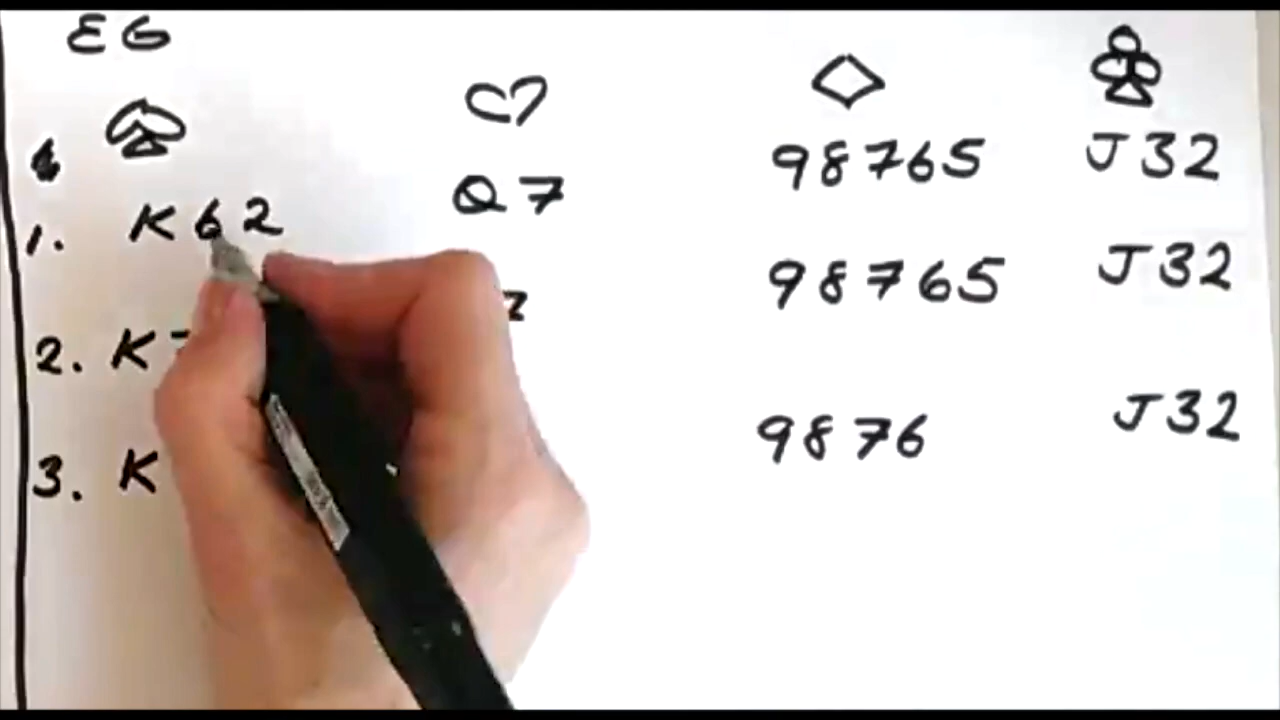 EG
♠ ♡ ♢ ♣
1. K62 Q7 98765 J32
2. K 98765 J32
3. K 9876 J32